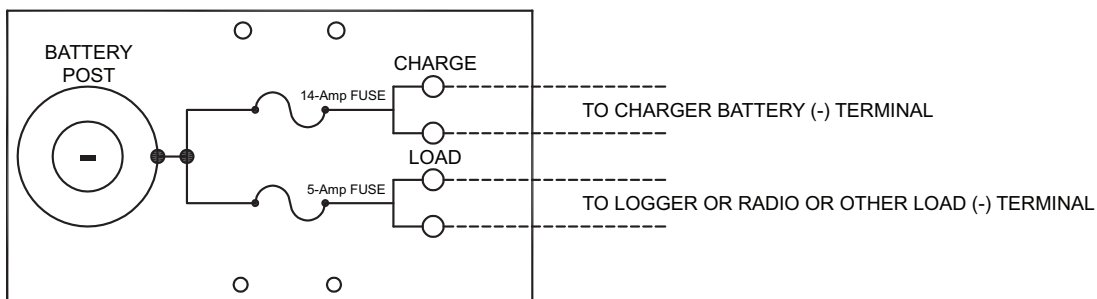 BATTERY
POST
-
14-Amp FUSE
CHARGE
TO CHARGER BATTERY (-) TERMINAL
LOAD
5-Amp FUSE
TO LOGGER OR RADIO OR OTHER LOAD (-) TERMINAL